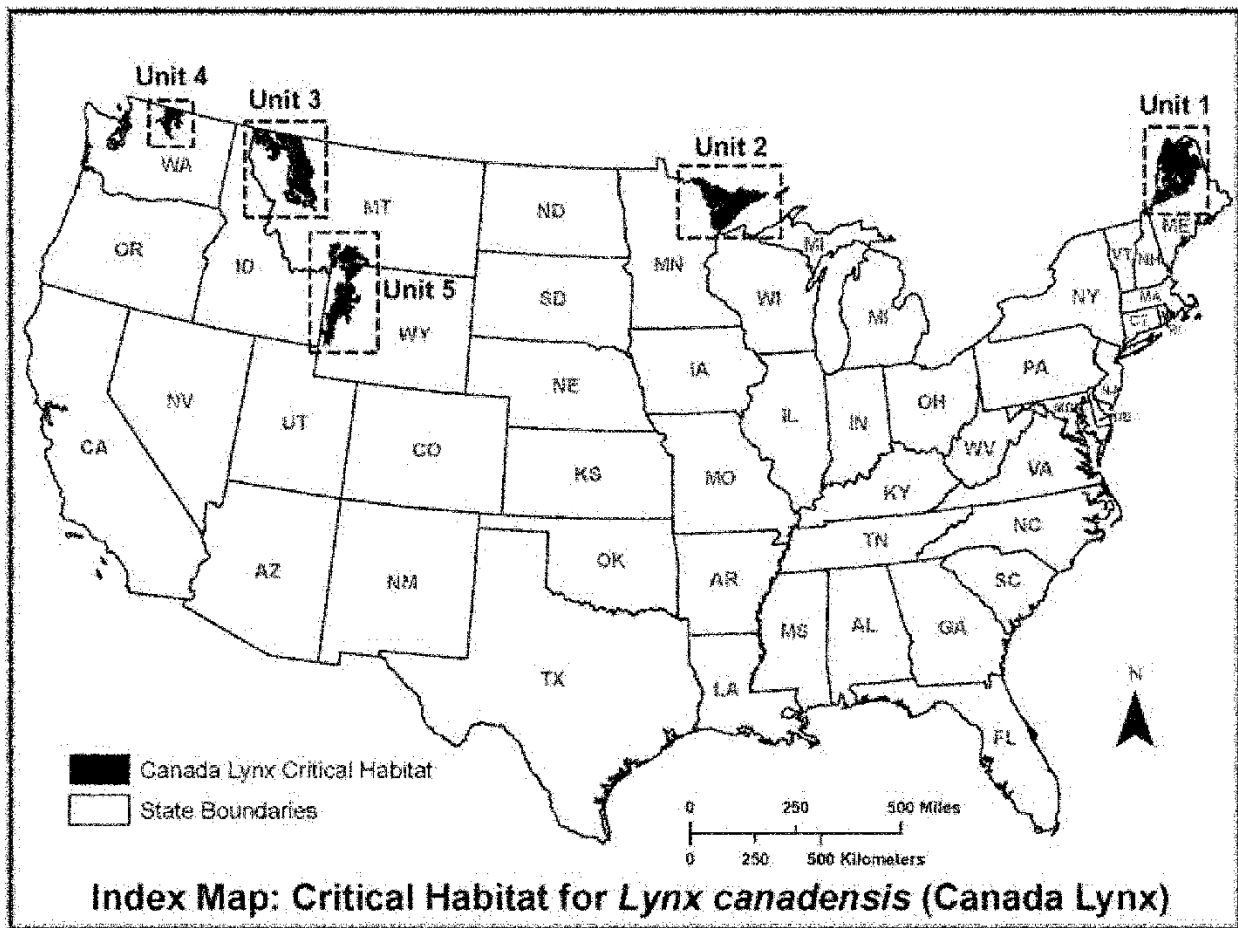 Unit 4
Unit 3
Unit 1
Unit 2
WA
MT
ND
ME
OR
ID
MN
MI
VT
NH
Unit 5
SD
WI
NY
MA
WY
MI
CT
RI
IA
PA
NE
NV
OH
NJ
UT
IL
IN
MD
DE
CA
CO
WV
VA
KS
MO
KY
NC
TN
AZ
NM
OK
AR
SC
MS
AL
GA
TX
LA
N
FL
Canada Lynx Critical Habitat
State Boundaries
0 250 500 Miles
0 250 500 Kilometers
Index Map: Critical Habitat for Lynx canadensis (Canada Lynx)